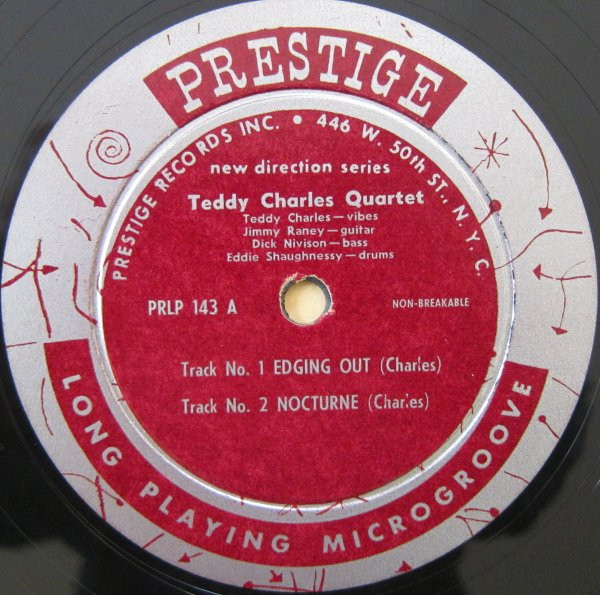 PRESTIGE
PRESTIGE RECORDS INC. • 446 W. 50th ST., N. Y. C.
new direction series
Teddy Charles Quartet
Teddy Charles—vibes
Jimmy Raney—guitar
Dick Nivison—bass
Eddie Shaughnessy—drums
PRLP 143 A
NON-BREAKABLE
Track No. 1 EDGING OUT (Charles)
Track No. 2 NOCTURNE (Charles)
LONG PLAYING MICROGROOVE